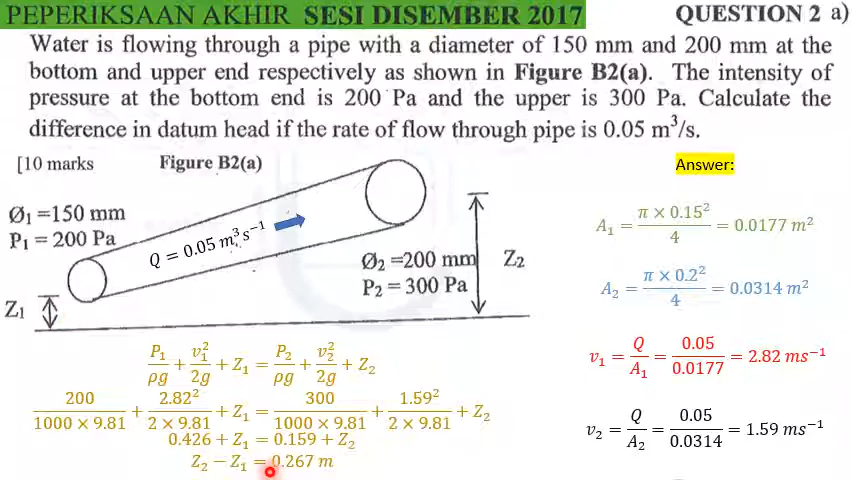 PEPERIKSAAN AKHIR SESI DISEMBER 2017 QUESTION 2 a)
Water is flowing through a pipe with a diameter of 150 mm and 200 mm at the
bottom and upper end respectively as shown in Figure B2(a). The intensity of
pressure at the bottom end is 200 Pa and the upper is 300 Pa. Calculate the
difference in datum head if the rate of flow through pipe is 0.05 m³/s.
[10 marks Figure B2(a)
Ø₁ =150 mm
P₁ = 200 Pa
Q = 0.05 m³s⁻¹
Ø₂ =200 mm
P₂ = 300 Pa
Z₁
Z₂
P₁/ρg + v₁²/2g + Z₁ = P₂/ρg + v₂²/2g + Z₂
200/(1000 × 9.81) + 2.82²/(2 × 9.81) + Z₁ = 300/(1000 × 9.81) + 1.59²/(2 × 9.81) + Z₂
0.426 + Z₁ = 0.159 + Z₂
Z₂ − Z₁ = 0.267 m
Answer:
A₁ = (π × 0.15²)/4 = 0.0177 m²
A₂ = (π × 0.2²)/4 = 0.0314 m²
v₁ = Q/A₁ = 0.05/0.0177 = 2.82 ms⁻¹
v₂ = Q/A₂ = 0.05/0.0314 = 1.59 ms⁻¹